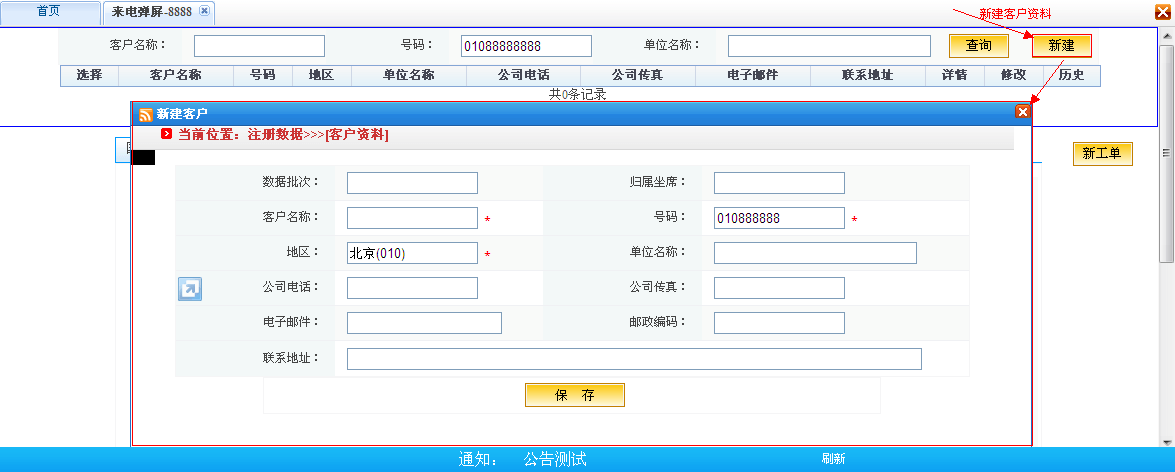 首页 来电弹屏-8888
新建客户资料
客户名称： 号码： 01088888888 单位名称： 查询 新建
选择 客户名称 号码 地区 单位名称 公司电话 公司传真 电子邮件 联系地址 详情 修改 历史
共0条记录
新建客户
当前位置：注册数据>>>[客户资料]
新工单
数据批次： 归属坐席：
客户名称： * 号码： 010888888 *
地区： 北京(010) * 单位名称：
公司电话： 公司传真：
电子邮件： 邮政编码：
联系地址：
保 存
通知： 公告测试 刷新